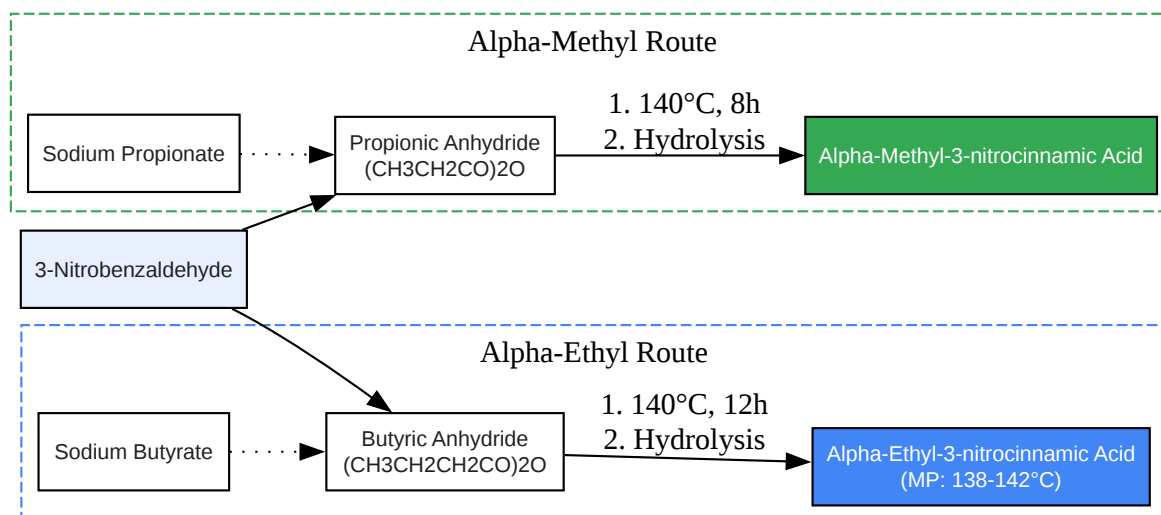 Alpha-Methyl Route
1. 140°C, 8h
2. Hydrolysis
Sodium Propionate
Propionic Anhydride
(CH3CH2CO)2O
Alpha-Methyl-3-nitrocinnamic Acid
3-Nitrobenzaldehyde
Alpha-Ethyl Route
1. 140°C, 12h
2. Hydrolysis
Sodium Butyrate
Butyric Anhydride
(CH3CH2CH2CO)2O
Alpha-Ethyl-3-nitrocinnamic Acid
(MP: 138-142°C)